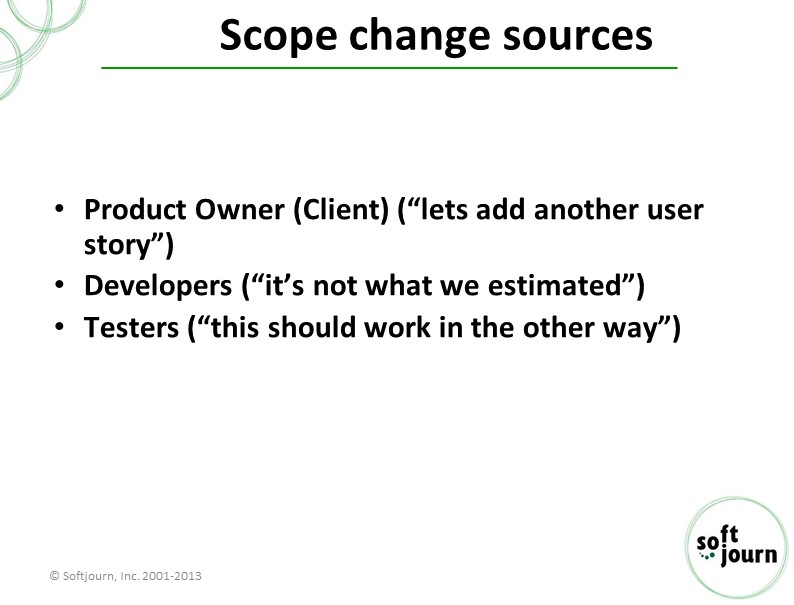 Scope change sources
• Product Owner (Client) (“lets add another user
story”)
• Developers (“it’s not what we estimated”)
• Testers (“this should work in the other way”)
soft
journ
© Softjourn, Inc. 2001-2013